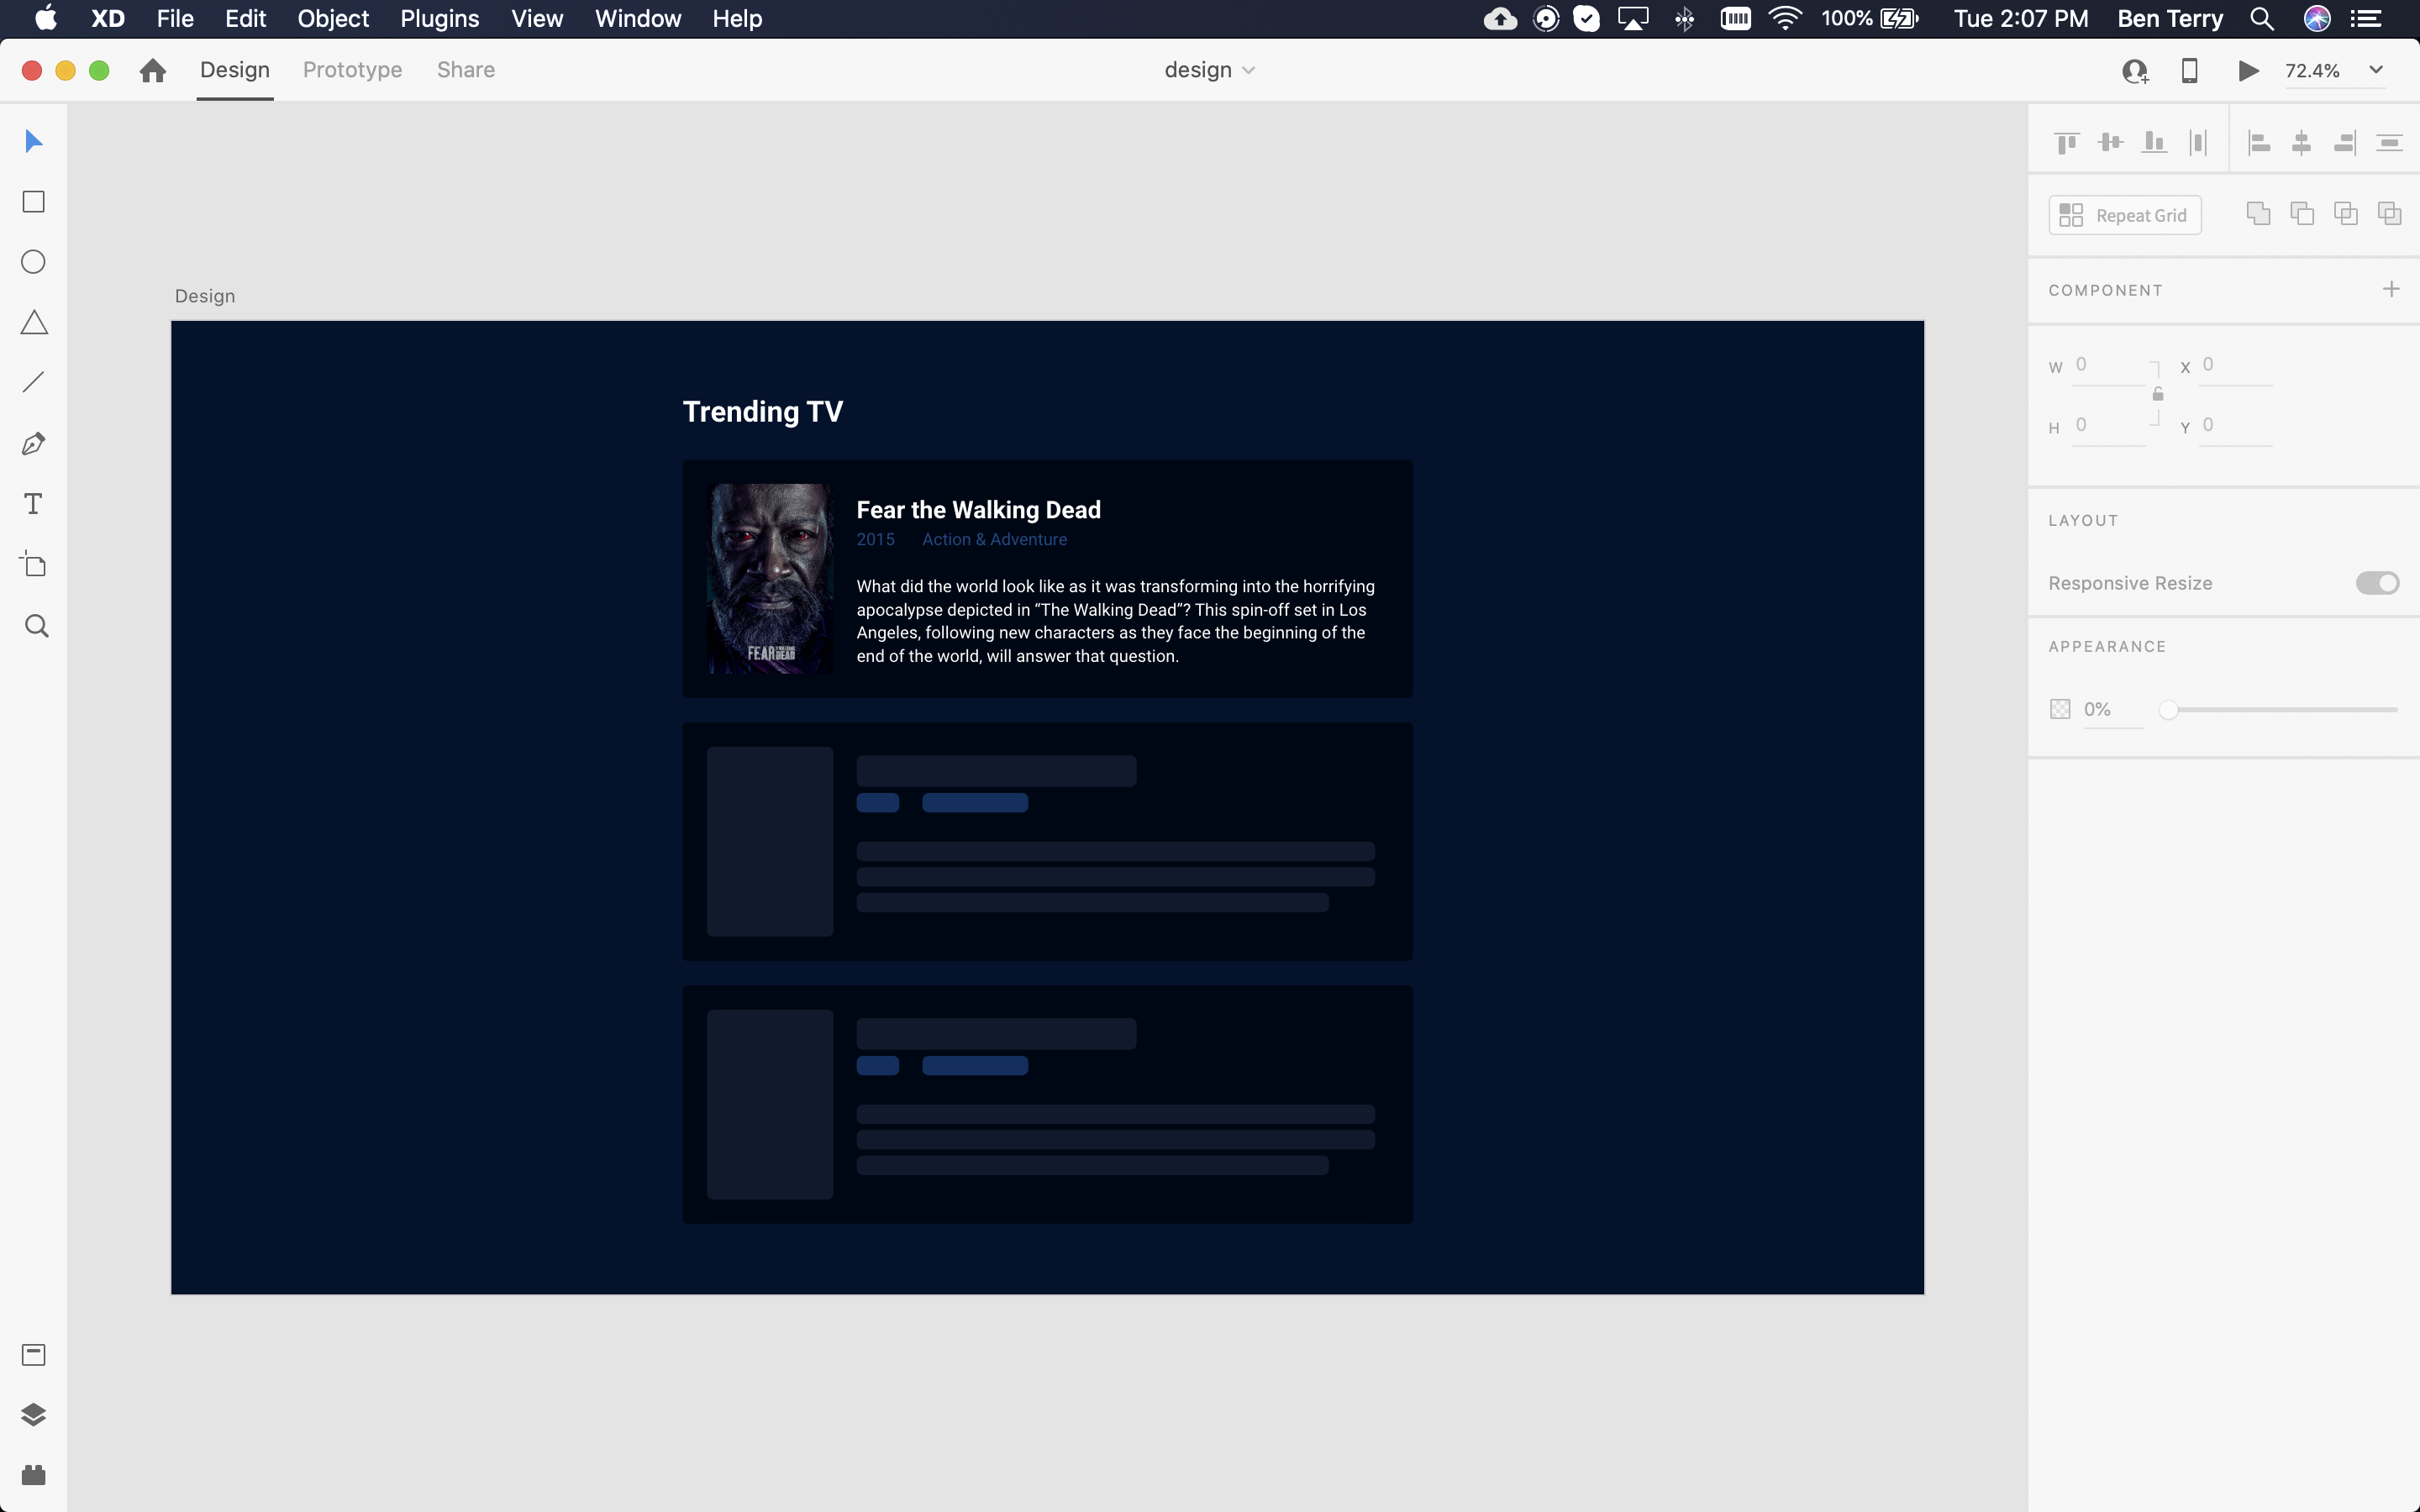 XD File Edit Object Plugins View Window Help 100% Tue 2:07 PM Ben Terry
Design Prototype Share design 72.4%
Repeat Grid
COMPONENT
W 0 X 0
H 0 Y 0
LAYOUT
Responsive Resize
APPEARANCE
0%
Design
Trending TV
Fear the Walking Dead
2015 Action & Adventure
What did the world look like as it was transforming into the horrifying
apocalypse depicted in “The Walking Dead”? This spin-off set in Los
Angeles, following new characters as they face the beginning of the
end of the world, will answer that question.
FEAR THE WALKING DEAD